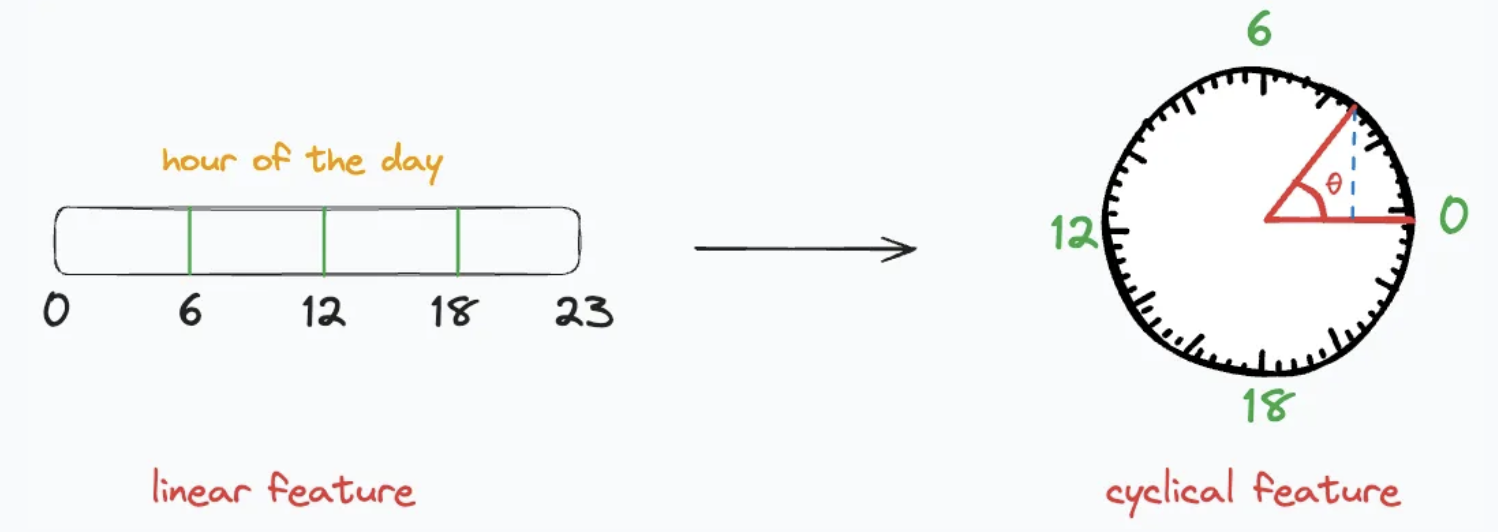 hour of the day
0 6 12 18 23
linear feature
6
θ
0
12
18
cyclical feature